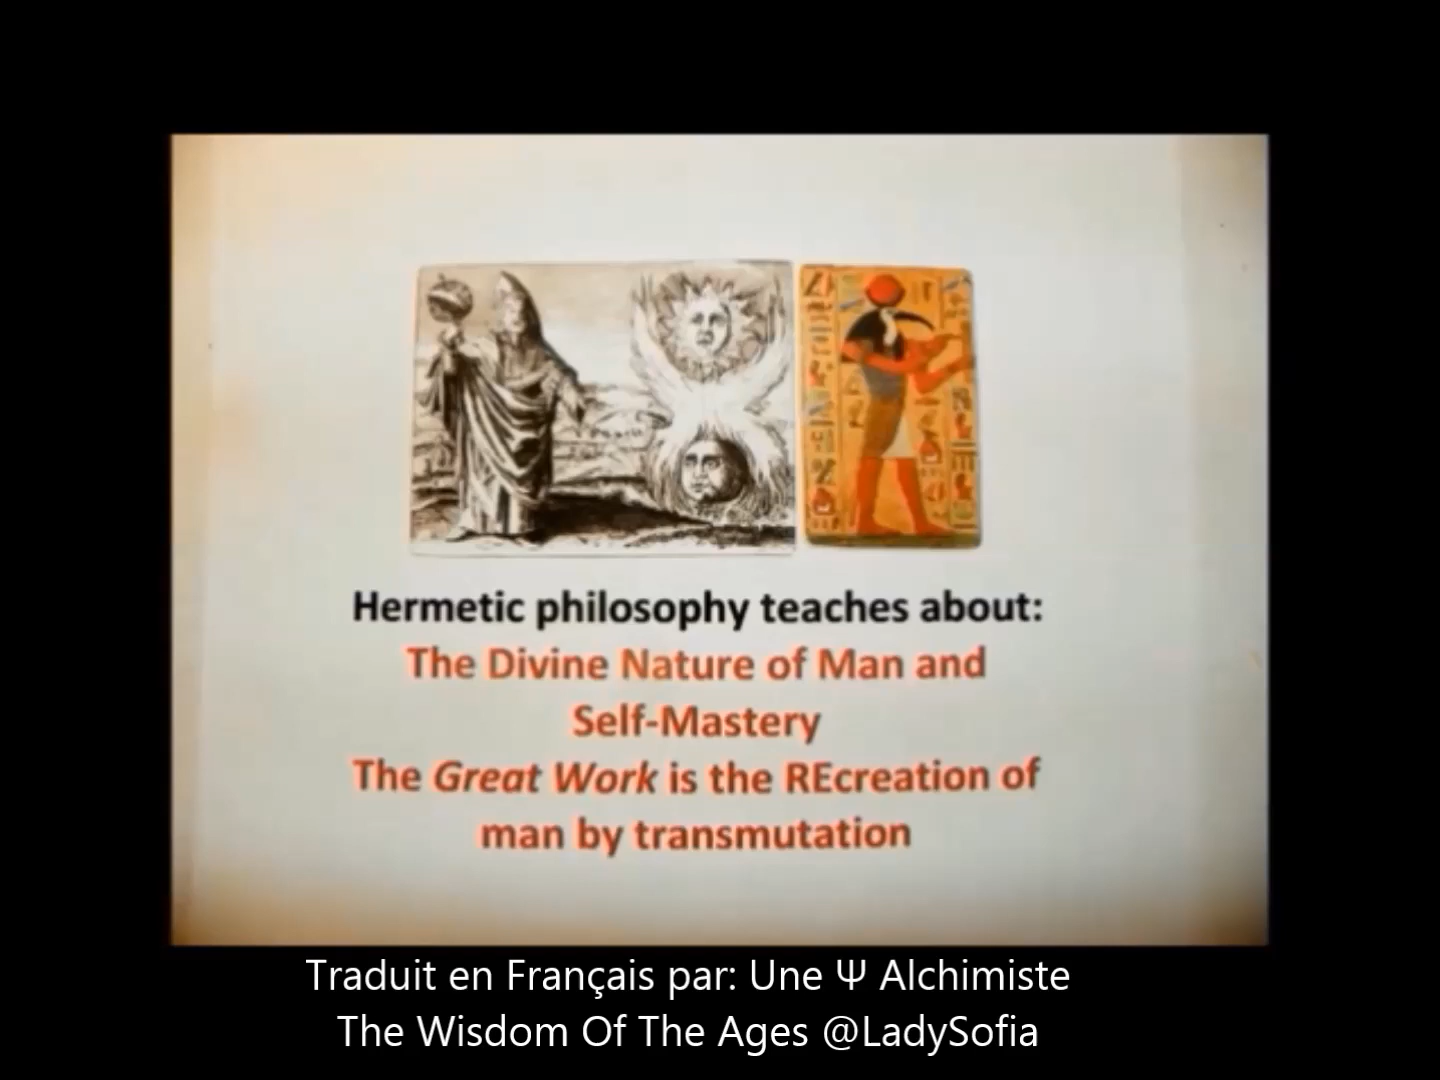 Hermetic philosophy teaches about:
The Divine Nature of Man and
Self-Mastery
The Great Work is the REcreation of
man by transmutation
Traduit en Français par: Une Ψ Alchimiste
The Wisdom Of The Ages @LadySofia